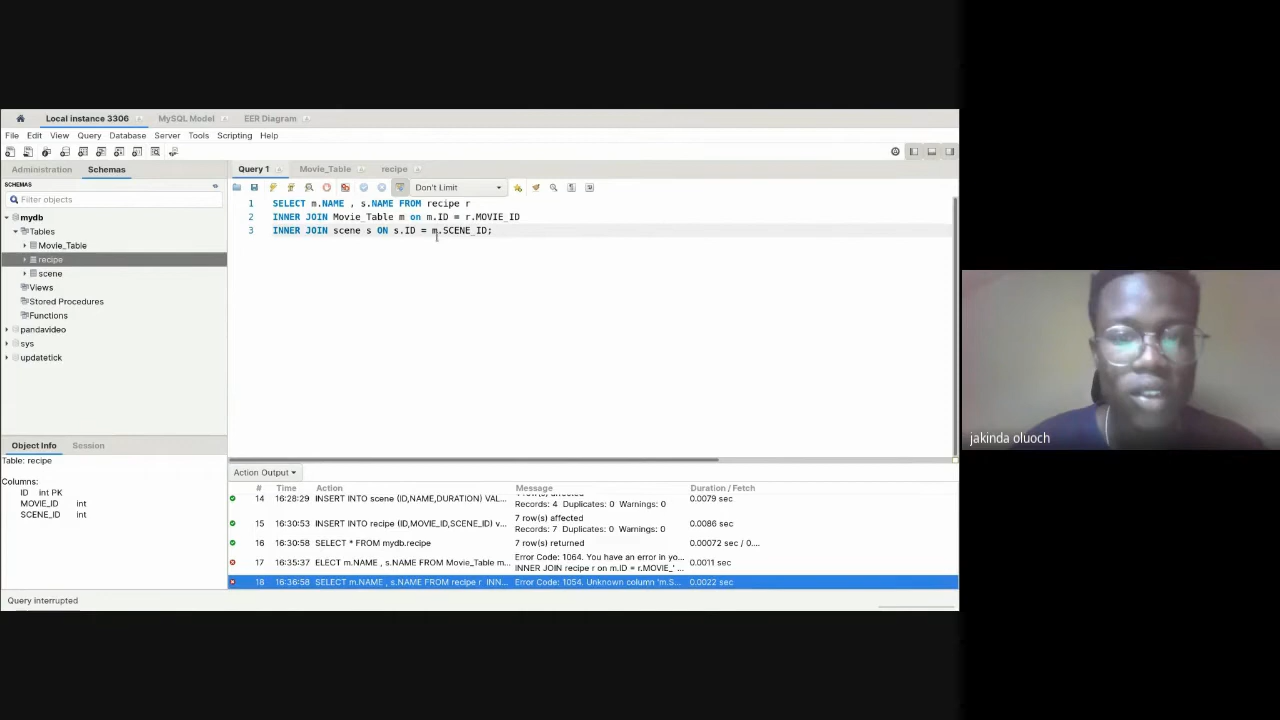 Local instance 3306
MySQL Model
EER Diagram
File Edit View Query Database Server Tools Scripting Help
Administration
Schemas
Query 1
Movie_Table
recipe
SCHEMAS
Filter objects
Don't Limit
mydb
Tables
Movie_Table
recipe
scene
Views
Stored Procedures
Functions
pandavideo
sys
updatetick
1 SELECT m.NAME , s.NAME FROM recipe r
2 INNER JOIN Movie_Table m on m.ID = r.MOVIE_ID
3 INNER JOIN scene s ON s.ID = m.SCENE_ID;
jakinda oluoch
Object Info
Session
Table: recipe
Columns:
ID int PK
MOVIE_ID int
SCENE_ID int
Action Output
# Time Action Message Duration / Fetch
14 16:28:29 INSERT INTO scene (ID,NAME,DURATION) VAL... row(s) affected
Records: 4 Duplicates: 0 Warnings: 0 0.0079 sec
15 16:30:53 INSERT INTO recipe (ID,MOVIE_ID,SCENE_ID) v... 7 row(s) affected
Records: 7 Duplicates: 0 Warnings: 0 0.0086 sec
16 16:30:58 SELECT * FROM mydb.recipe 7 row(s) returned 0.00072 sec / 0....
17 16:35:37 ELECT m.NAME , s.NAME FROM Movie_Table m... Error Code: 1064. You have an error in yo...
INNER JOIN recipe r on m.ID = r.MOVIE_' ... 0.0011 sec
18 16:36:58 SELECT m.NAME , s.NAME FROM recipe r INN... Error Code: 1054. Unknown column 'm.S... 0.0022 sec
Query interrupted